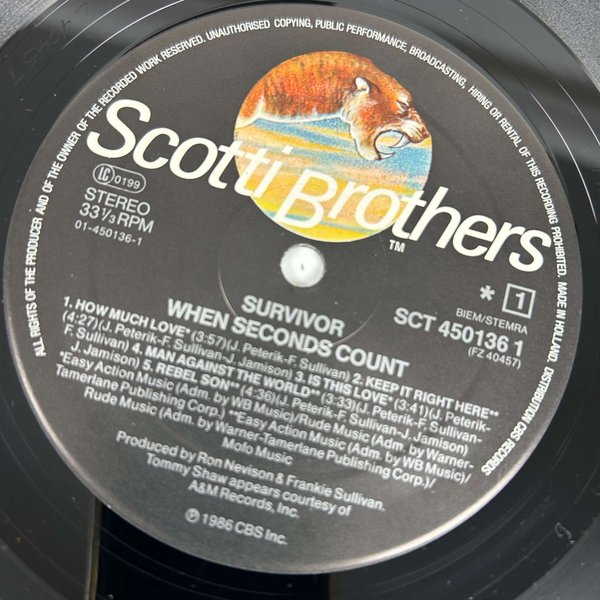 ALL RIGHTS OF THE PRODUCER AND OF THE OWNER OF THE RECORDED WORK RESERVED. UNAUTHORISED COPYING, PUBLIC PERFORMANCE, BROADCASTING, HIRING OR RENTAL OF THIS RECORDING PROHIBITED. MADE IN HOLLAND. DISTRIBUTION CBS RECORDS
Scotti Brothers
TM
LC 0199
STEREO
33 1/3 RPM
01-450136-1
* 1
BIEM/STEMRA
SCT 450136 1
(FZ 40457)
SURVIVOR
WHEN SECONDS COUNT
1. HOW MUCH LOVE* (3:57)(J. Peterik-F. Sullivan-J. Jamison) 2. KEEP IT RIGHT HERE**
(4:27)(J. Peterik-F. Sullivan-J. Jamison) 3. IS THIS LOVE* (3:41)(J. Peterik-
F. Sullivan) 4. MAN AGAINST THE WORLD** (3:33)(J. Peterik-F. Sullivan-
J. Jamison) 5. REBEL SON** (4:36)(J. Peterik-F. Sullivan-J. Jamison)
*Easy Action Music (Adm. by WB Music)/Rude Music (Adm. by Warner-
Tamerlane Publishing Corp.) **Easy Action Music (Adm. by WB Music)/
Rude Music (Adm. by Warner-Tamerlane Publishing Corp.)/
Mofo Music
Produced by Ron Nevison & Frankie Sullivan.
Tommy Shaw appears courtesy of
A&M Records, Inc.
℗ 1986 CBS Inc.